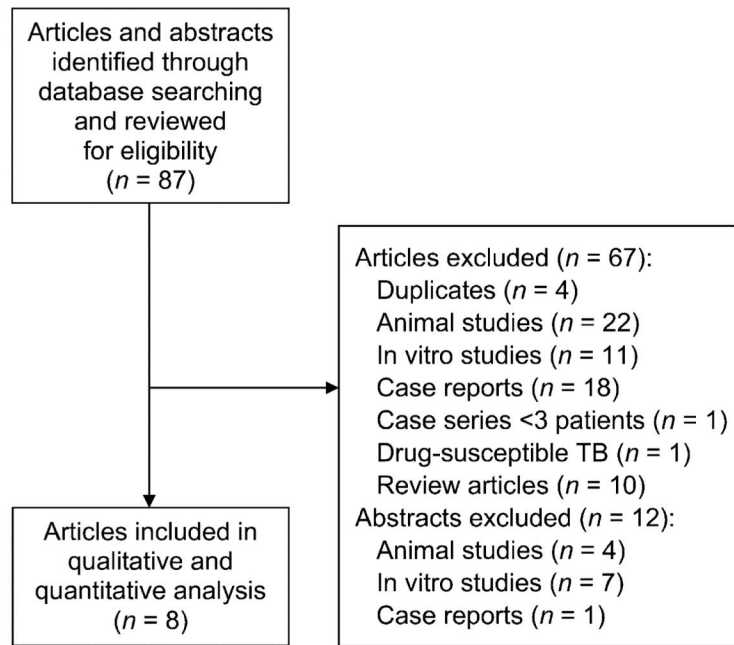 Articles and abstracts
identified through
database searching
and reviewed
for eligibility
(n = 87)
Articles excluded (n = 67):
Duplicates (n = 4)
Animal studies (n = 22)
In vitro studies (n = 11)
Case reports (n = 18)
Case series <3 patients (n = 1)
Drug-susceptible TB (n = 1)
Review articles (n = 10)
Abstracts excluded (n = 12):
Animal studies (n = 4)
In vitro studies (n = 7)
Case reports (n = 1)
Articles included in
qualitative and
quantitative analysis
(n = 8)